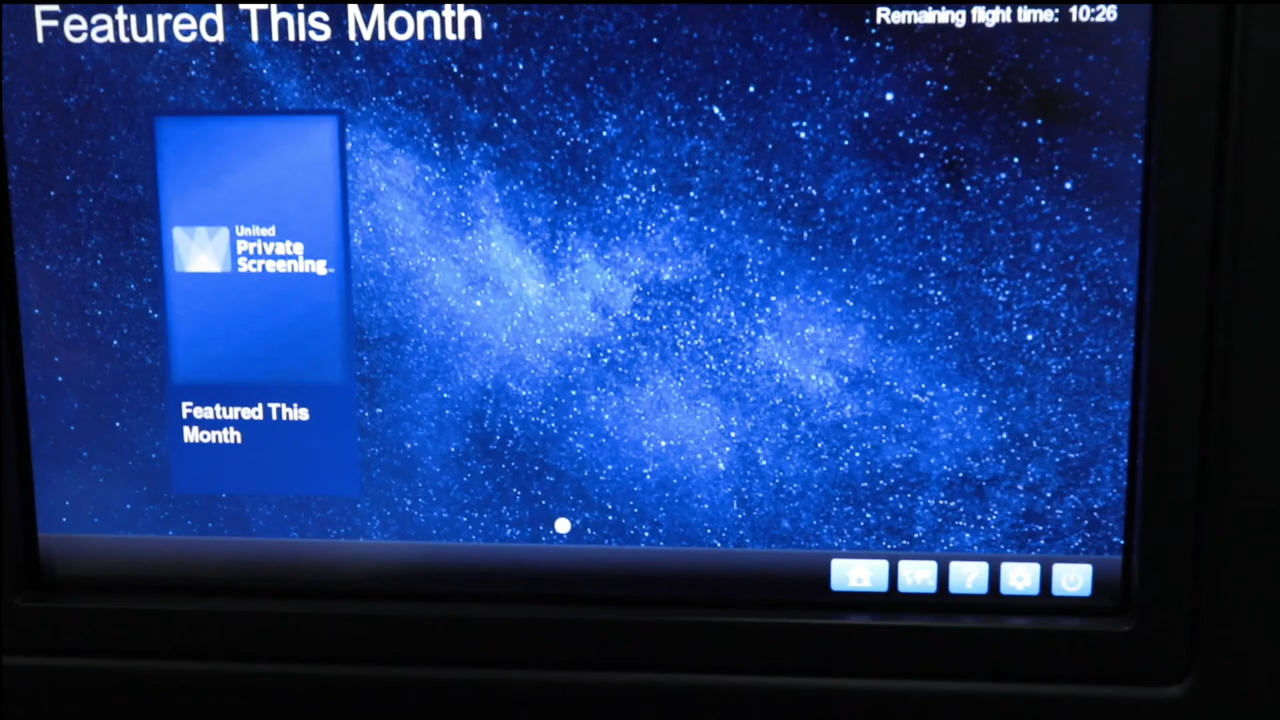 Featured This Month
Remaining flight time: 10:26
United
Private
Screening
Featured This
Month
?